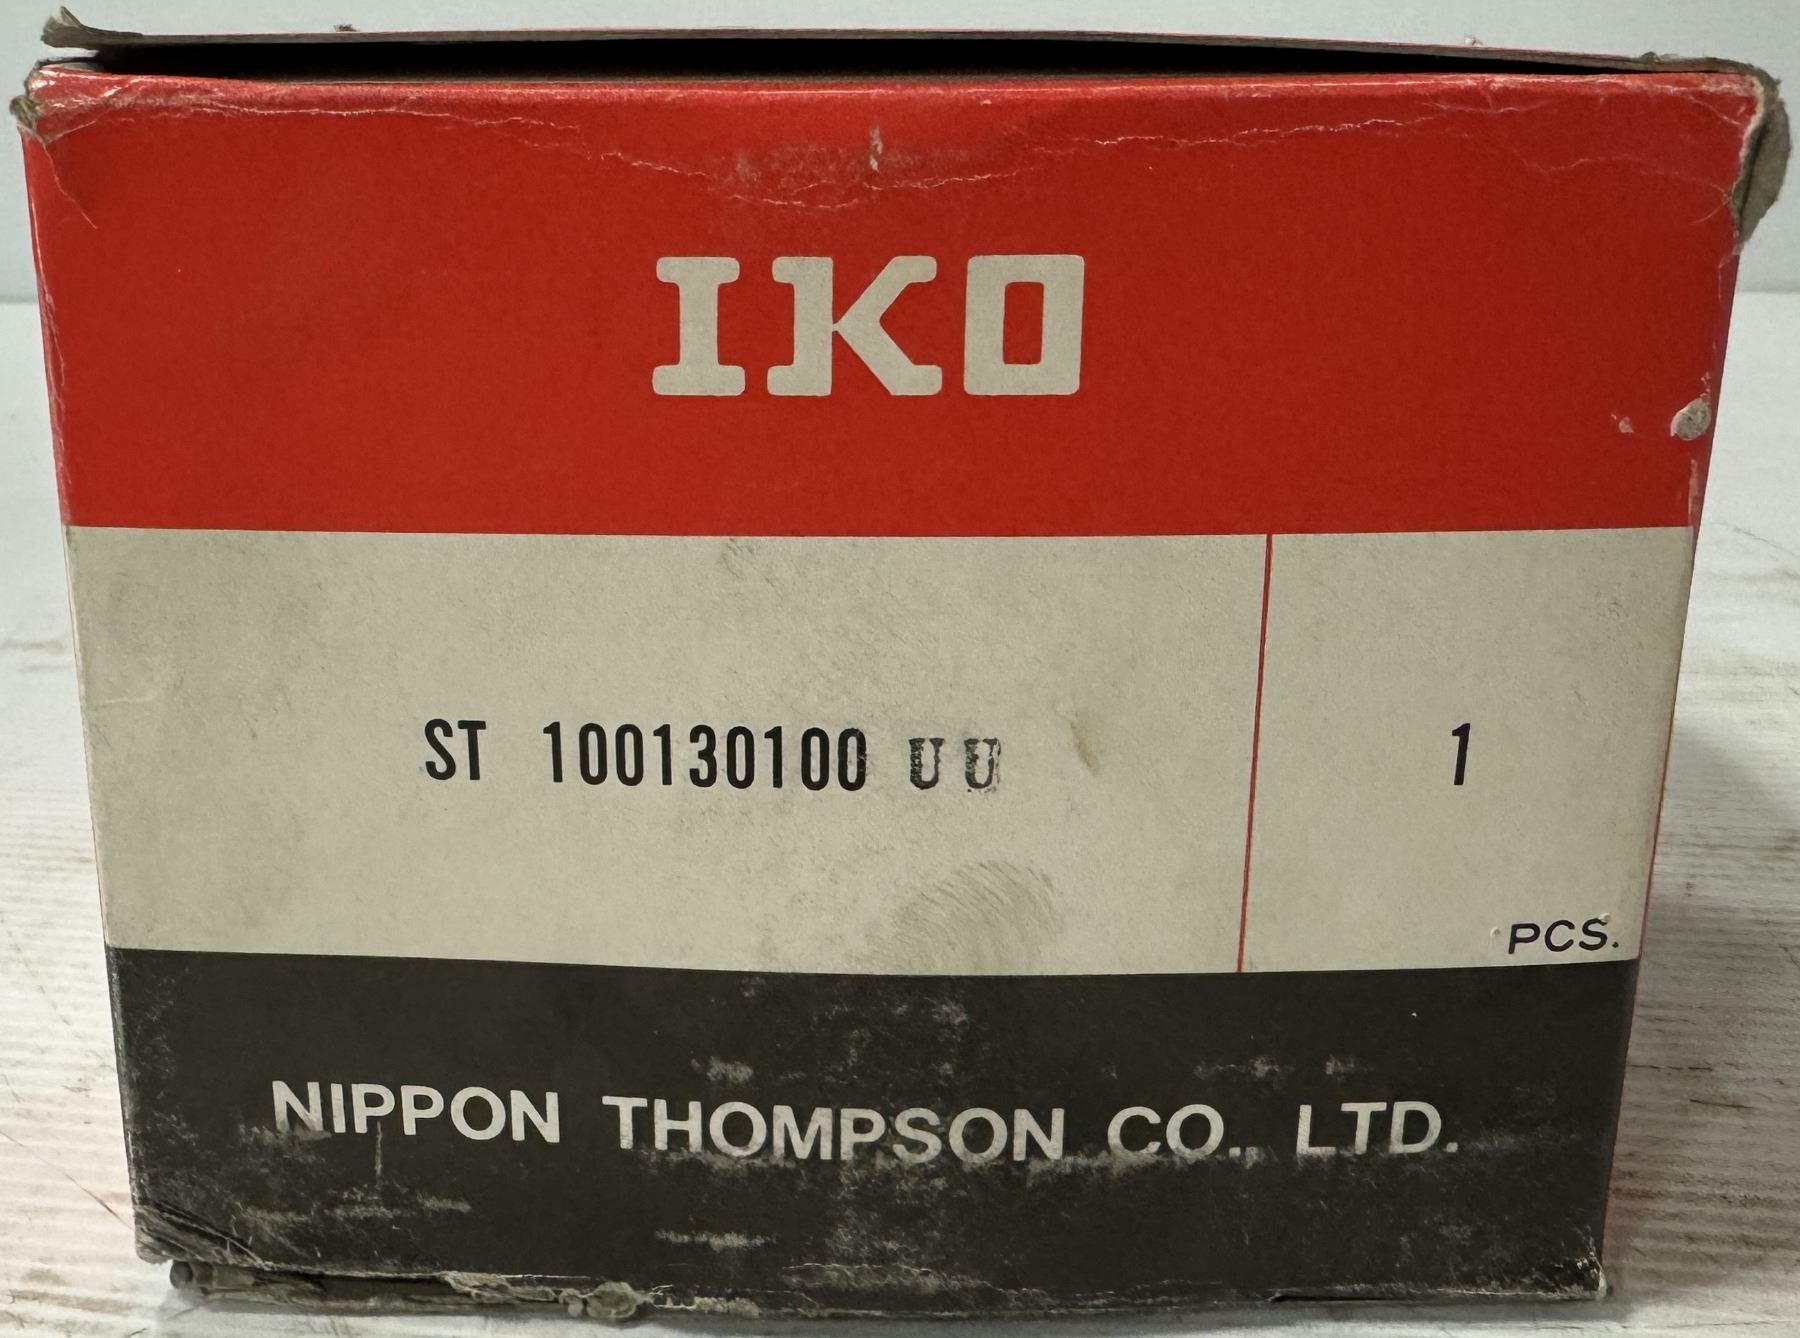 IKO
ST 100130100 UU
1
PCS.
NIPPON THOMPSON CO., LTD.